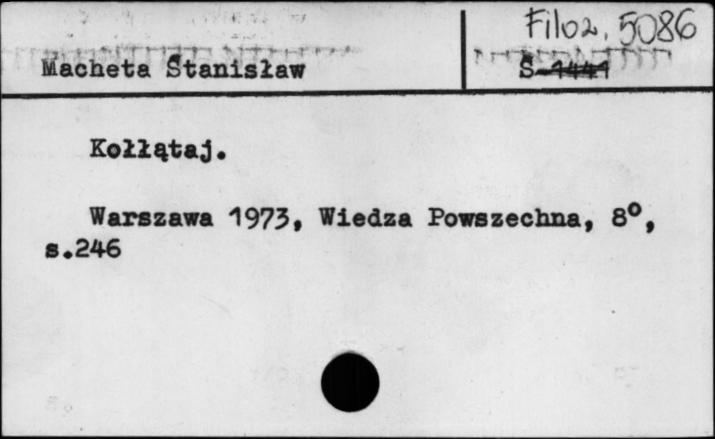 Filoz. 5086
Macheta Stanisław
S-1441
Kołłątaj.
Warszawa 1973, Wiedza Powszechna, 8°,
s.246